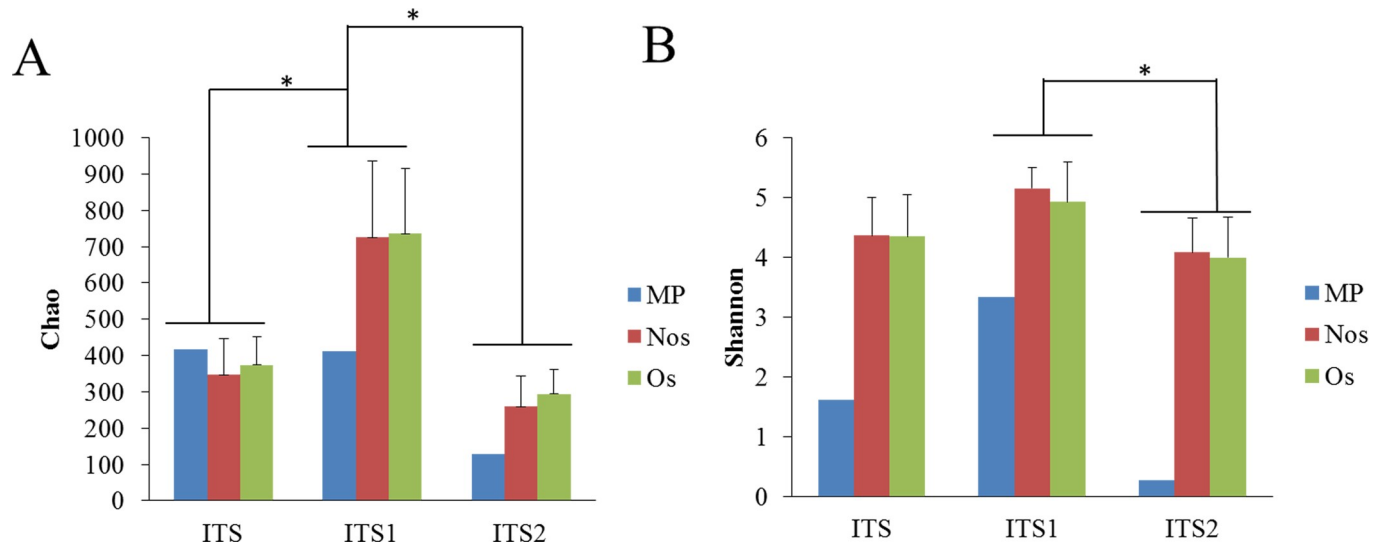 A
*
*
1000
900
800
700
600
500
400
300
200
100
0
Chao
ITS
ITS1
ITS2
MP
Nos
Os
B
*
6
5
4
3
2
1
0
Shannon
ITS
ITS1
ITS2
MP
Nos
Os